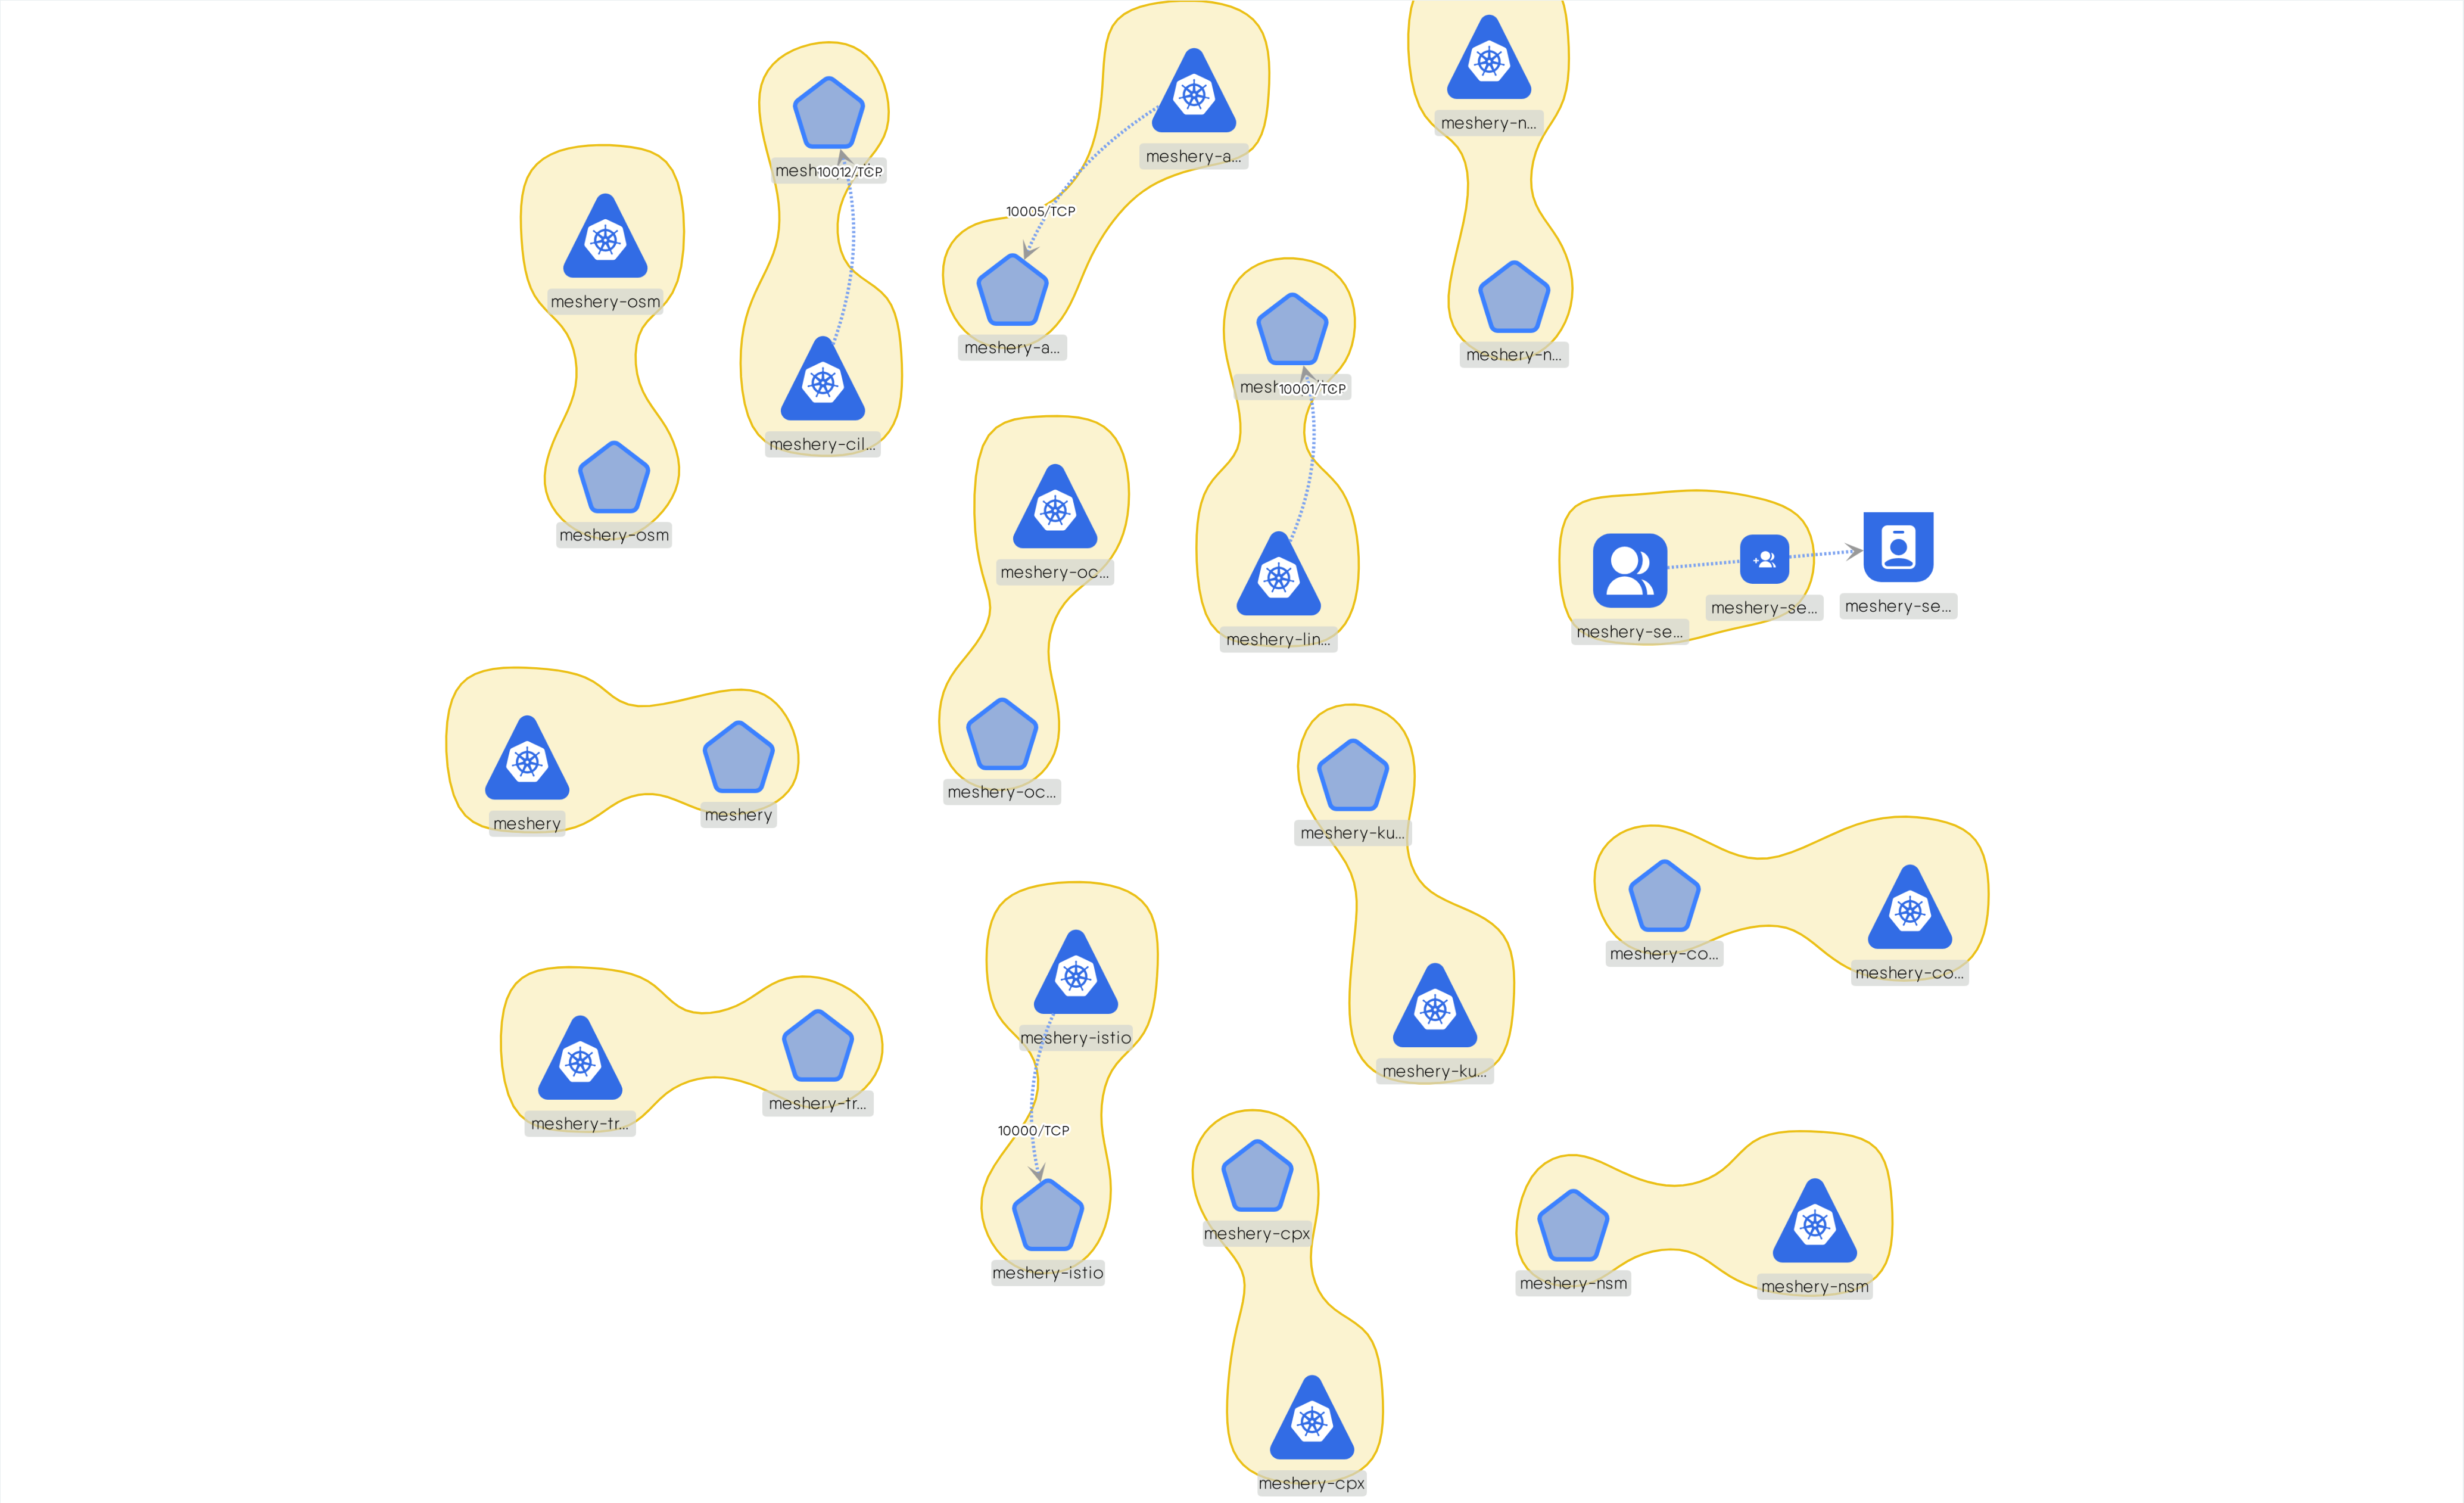 meshery-n...
meshery-a...
10012/TCP
10005/TCP
meshery-osm
meshery-a...
meshery-n...
10001/TCP
meshery-cil...
meshery-osm
meshery-oc...
meshery-se...
meshery-se...
meshery-se...
meshery-lin...
meshery-oc...
meshery
meshery
meshery-ku...
meshery-co...
meshery-co...
meshery-istio
meshery-ku...
meshery-tr...
meshery-tr...
10000/TCP
meshery-cpx
meshery-istio
meshery-nsm
meshery-nsm
meshery-cpx